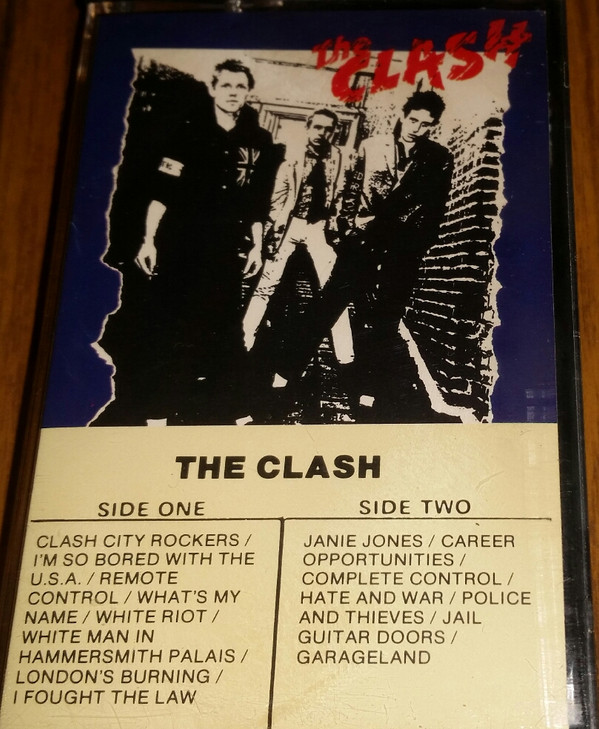 The CLASH
THE CLASH
SIDE ONE
CLASH CITY ROCKERS /
I'M SO BORED WITH THE
U.S.A. / REMOTE
CONTROL / WHAT'S MY
NAME / WHITE RIOT /
WHITE MAN IN
HAMMERSMITH PALAIS /
LONDON'S BURNING /
I FOUGHT THE LAW
SIDE TWO
JANIE JONES / CAREER
OPPORTUNITIES /
COMPLETE CONTROL /
HATE AND WAR / POLICE
AND THIEVES / JAIL
GUITAR DOORS /
GARAGELAND